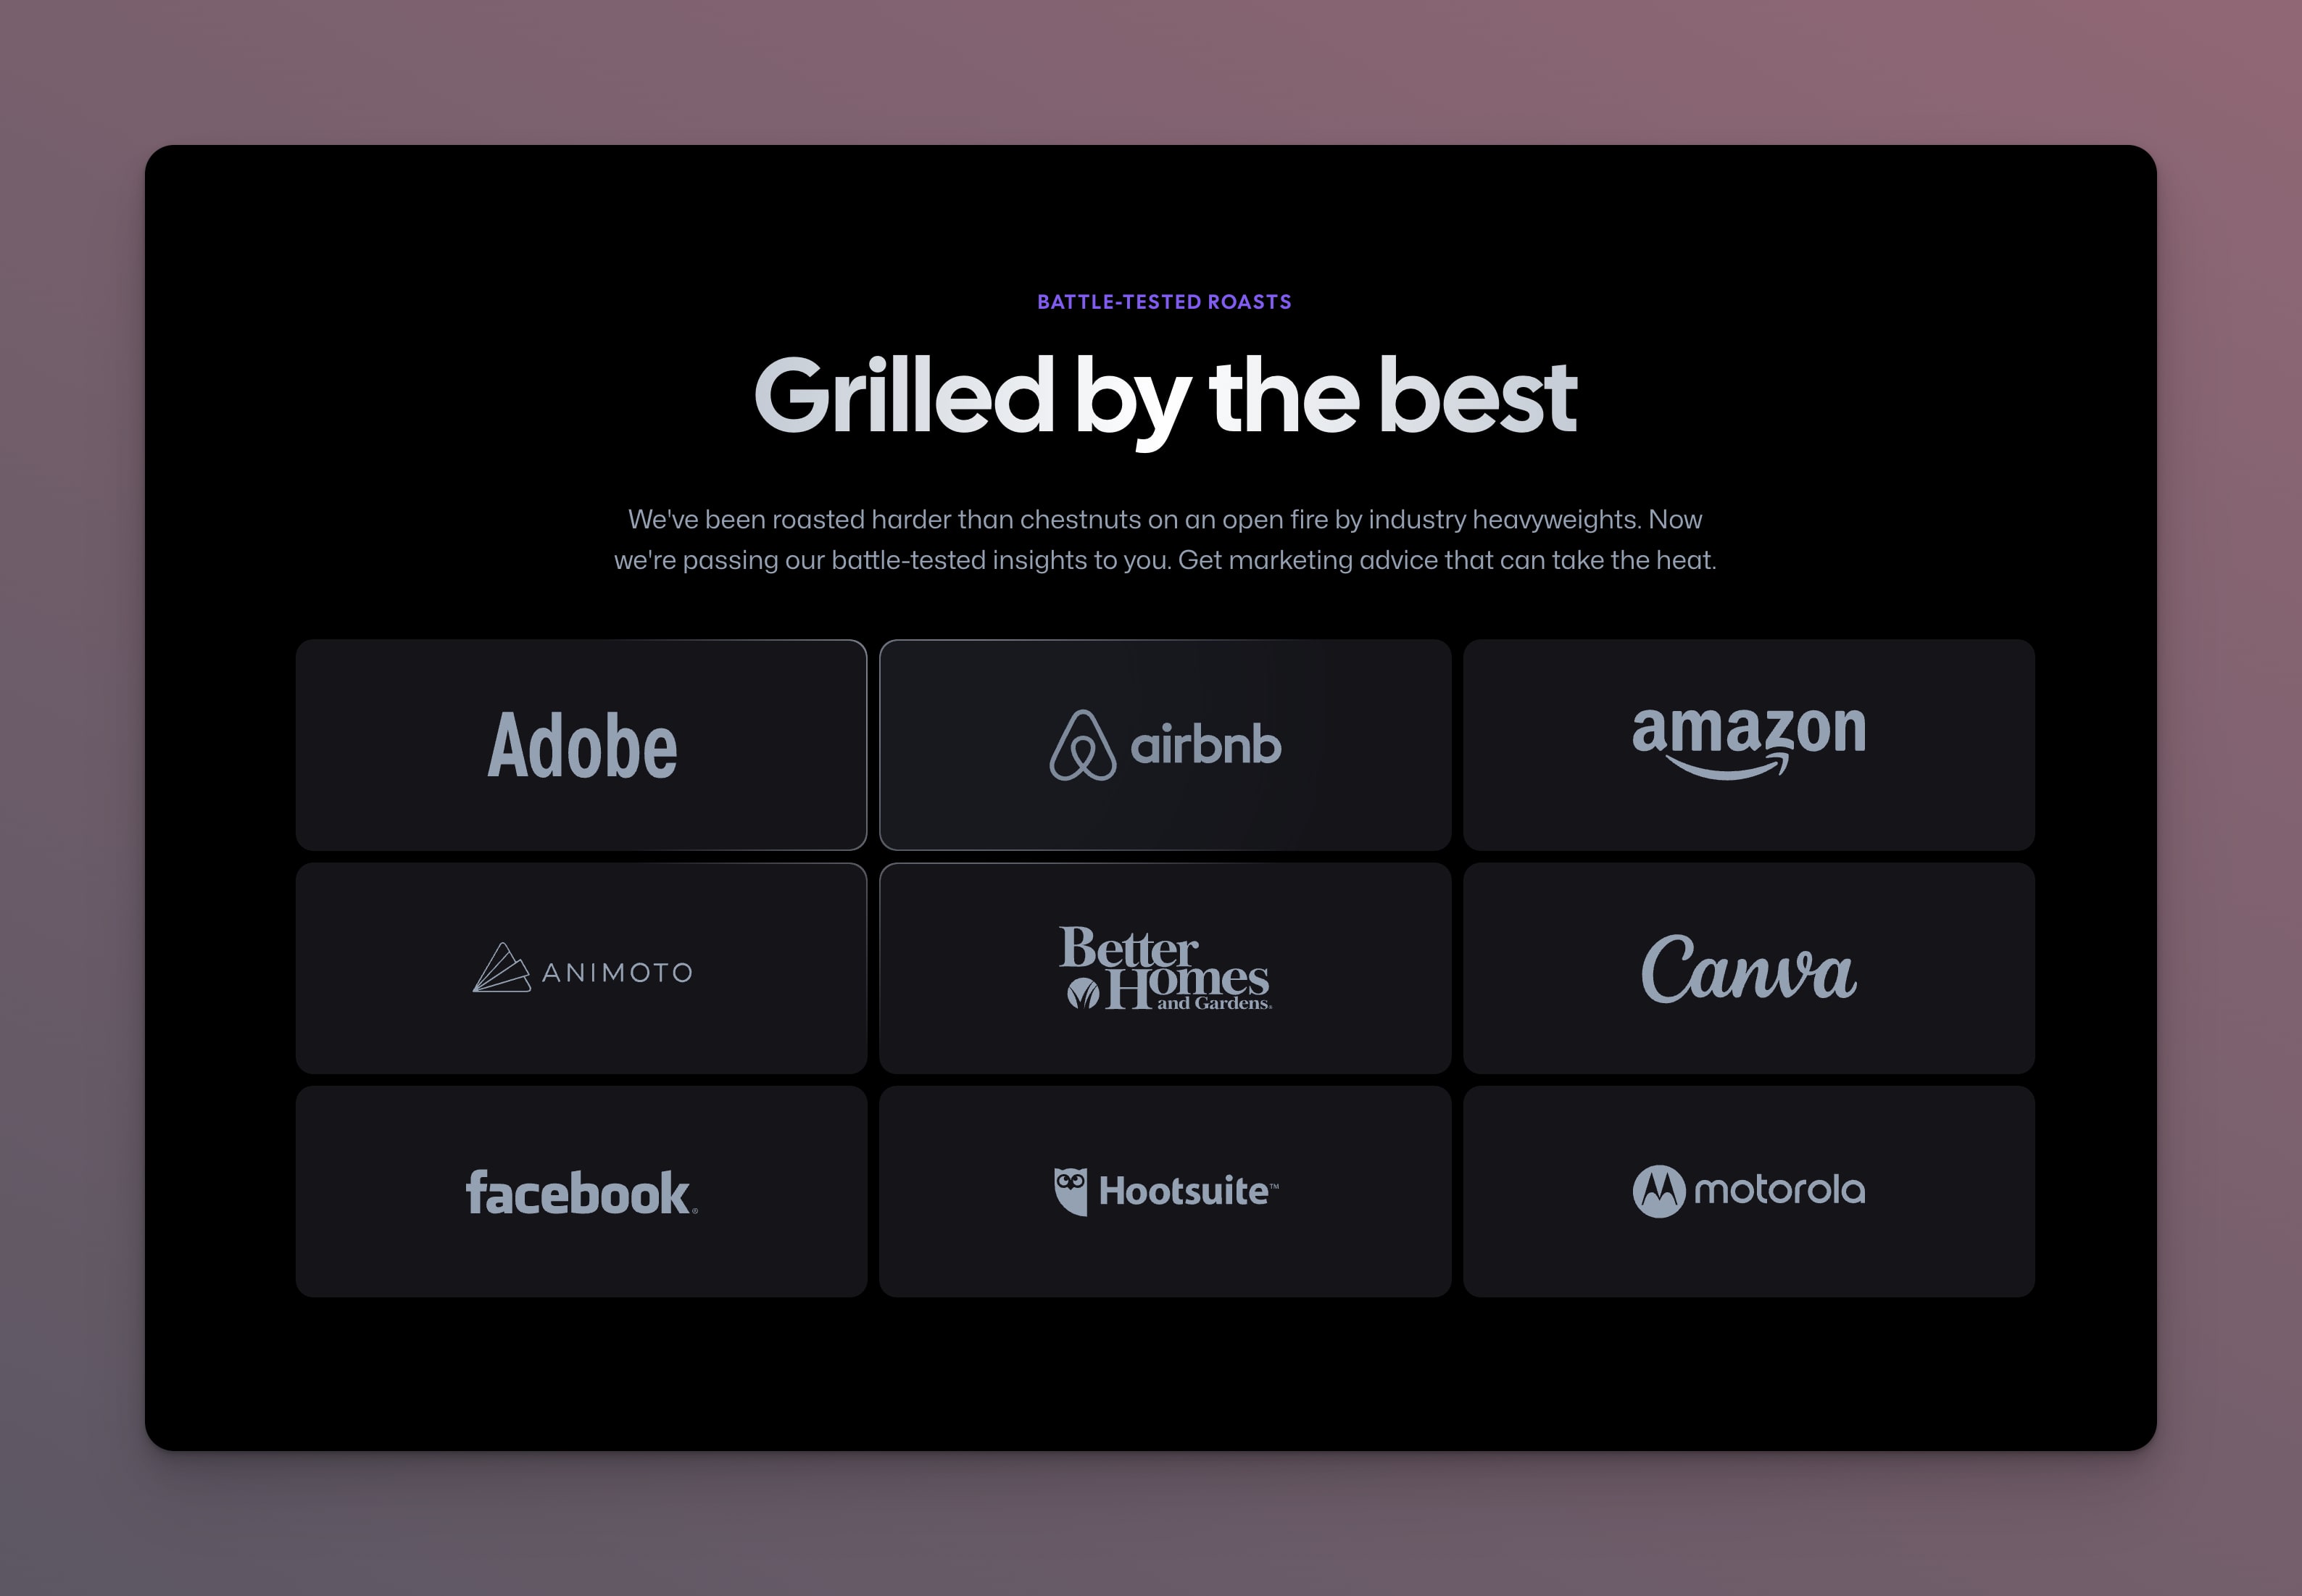 BATTLE-TESTED ROASTS
Grilled by the best
We've been roasted harder than chestnuts on an open fire by industry heavyweights. Now
we're passing our battle-tested insights to you. Get marketing advice that can take the heat.
Adobe
airbnb
amazon
ANIMOTO
Better
Homes
and Gardens®
Canva
facebook®
Hootsuite™
motorola